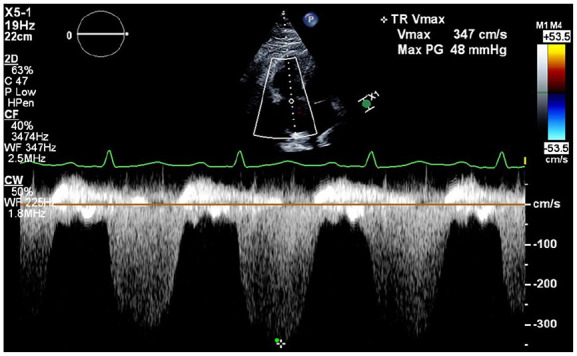 X5-1
19Hz
22cm
0
2D
63%
C 47
P Low
HPen
CF
40%
3474Hz
WF 347Hz
2.5MHz
CW
50%
WF 225Hz
1.8MHz
P
X1
TR Vmax
Vmax 347 cm/s
Max PG 48 mmHg
M1 M4
+53.5
-53.5
cm/s
cm/s
-100
-200
-300